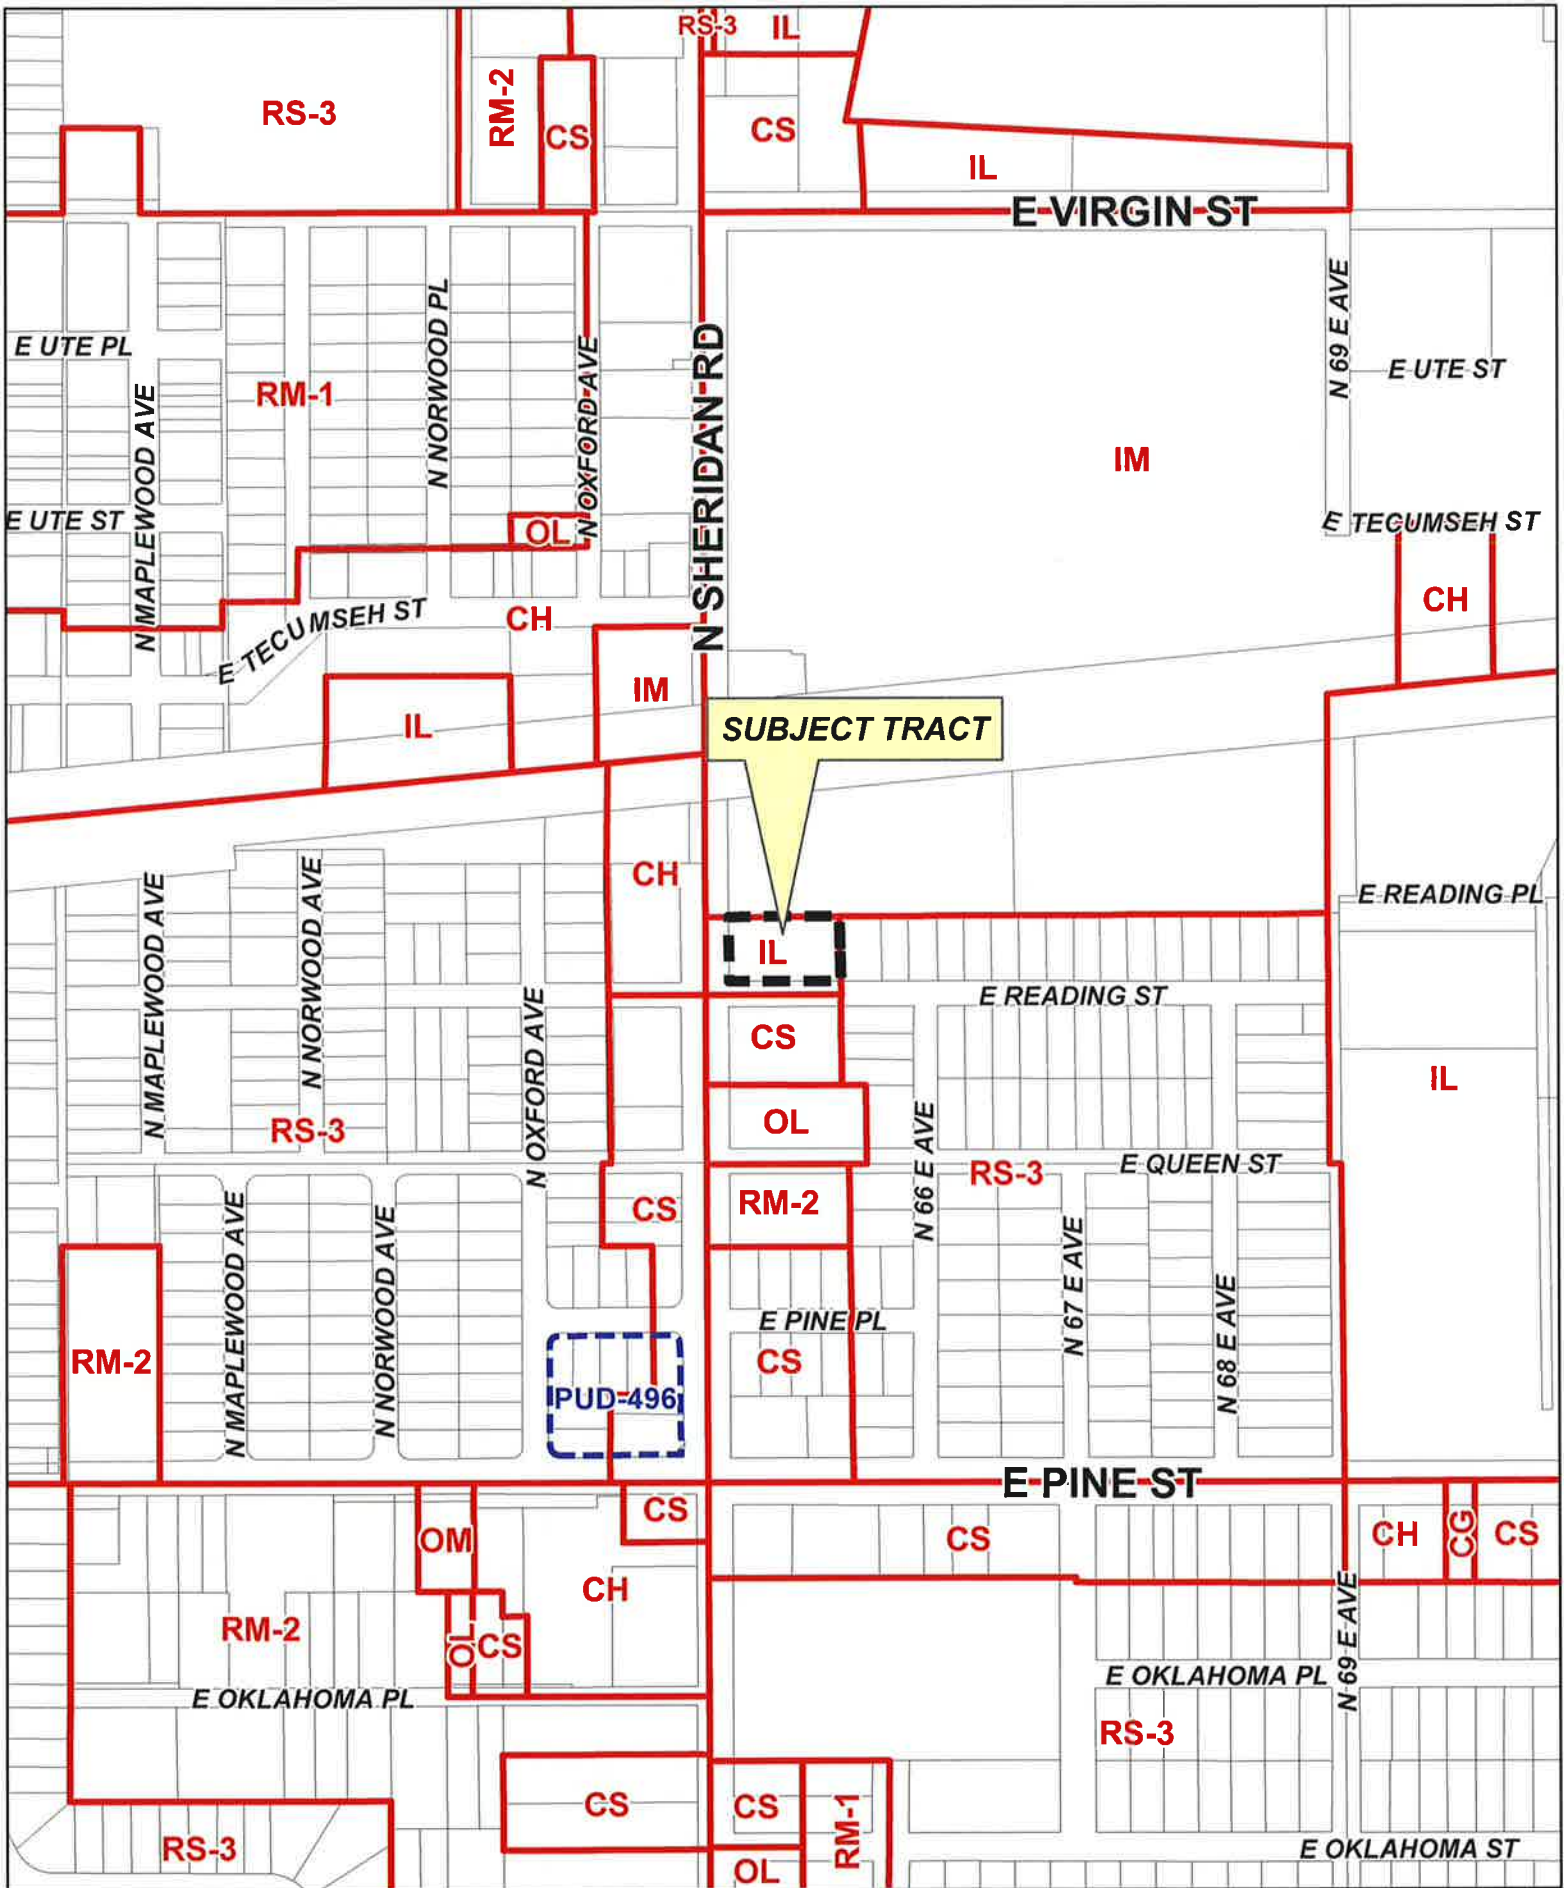 RS-3
IL
RS-3
RM-2
CS
CS
IL
E VIRGIN ST
E UTE PL
RM-1
N MAPLEWOOD AVE
N NORWOOD PL
N OXFORD AVE
N SHERIDAN RD
N 69 E AVE
E UTE ST
IM
E UTE ST
OL
E TECUMSEH ST
CH
CH
E TECUMSEH ST
IL
IM
SUBJECT TRACT
CH
N MAPLEWOOD AVE
N NORWOOD AVE
E READING PL
IL
E READING ST
N OXFORD AVE
CS
IL
OL
RS-3
N 66 E AVE
E QUEEN ST
RS-3
CS
RM-2
N MAPLEWOOD AVE
N NORWOOD AVE
N 67 E AVE
N 68 E AVE
E PINE PL
RM-2
CS
PUD-496
E PINE ST
CS
OM
CS
CH
CG
CS
CH
RM-2
OL
CS
N 69 E AVE
E OKLAHOMA PL
E OKLAHOMA PL
RS-3
CS
CS
RM-1
RS-3
E OKLAHOMA ST
OL